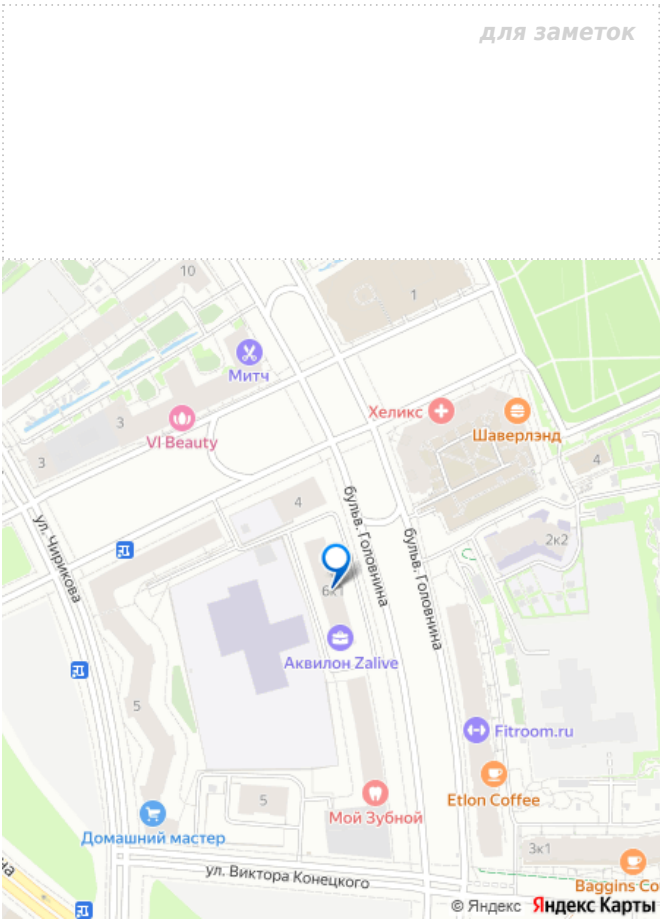 для заметок
10
1
Митч
Хеликс
Шаверлэнд
3
VI Beauty
3
4
4
ул. Чирикова
бульв. Головнина
бульв. Головнина
2к2
6к1
Аквилон Zalive
5
Fitroom.ru
5
Etlon Coffee
Мой Зубной
Домашний мастер
3к1
ул. Виктора Конецкого
Baggins Co
на
© Яндекс Яндекс Карты